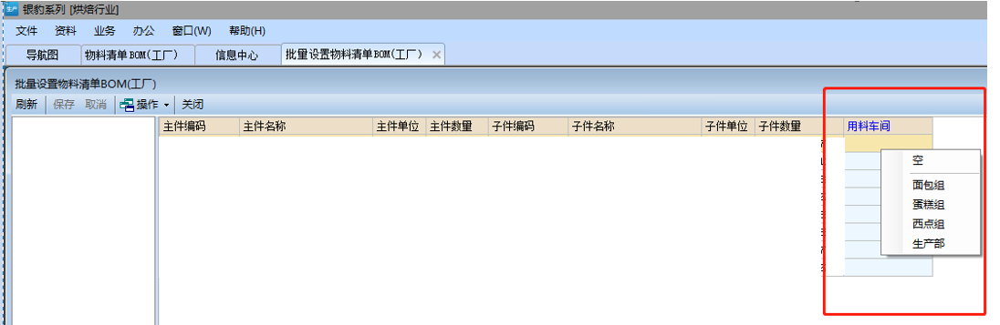 生产 银豹系列 [烘焙行业]
文件 资料 业务 办公 窗口(W) 帮助(H)
导航图 物料清单BOM(工厂) 信息中心 批量设置物料清单BOM(工厂)
批量设置物料清单BOM(工厂)
刷新 保存 取消 操作 关闭
主件编码 主件名称 主件单位 主件数量 子件编码 子件名称 子件单位 子件数量 用料车间
空
面包组
蛋糕组
西点组
生产部